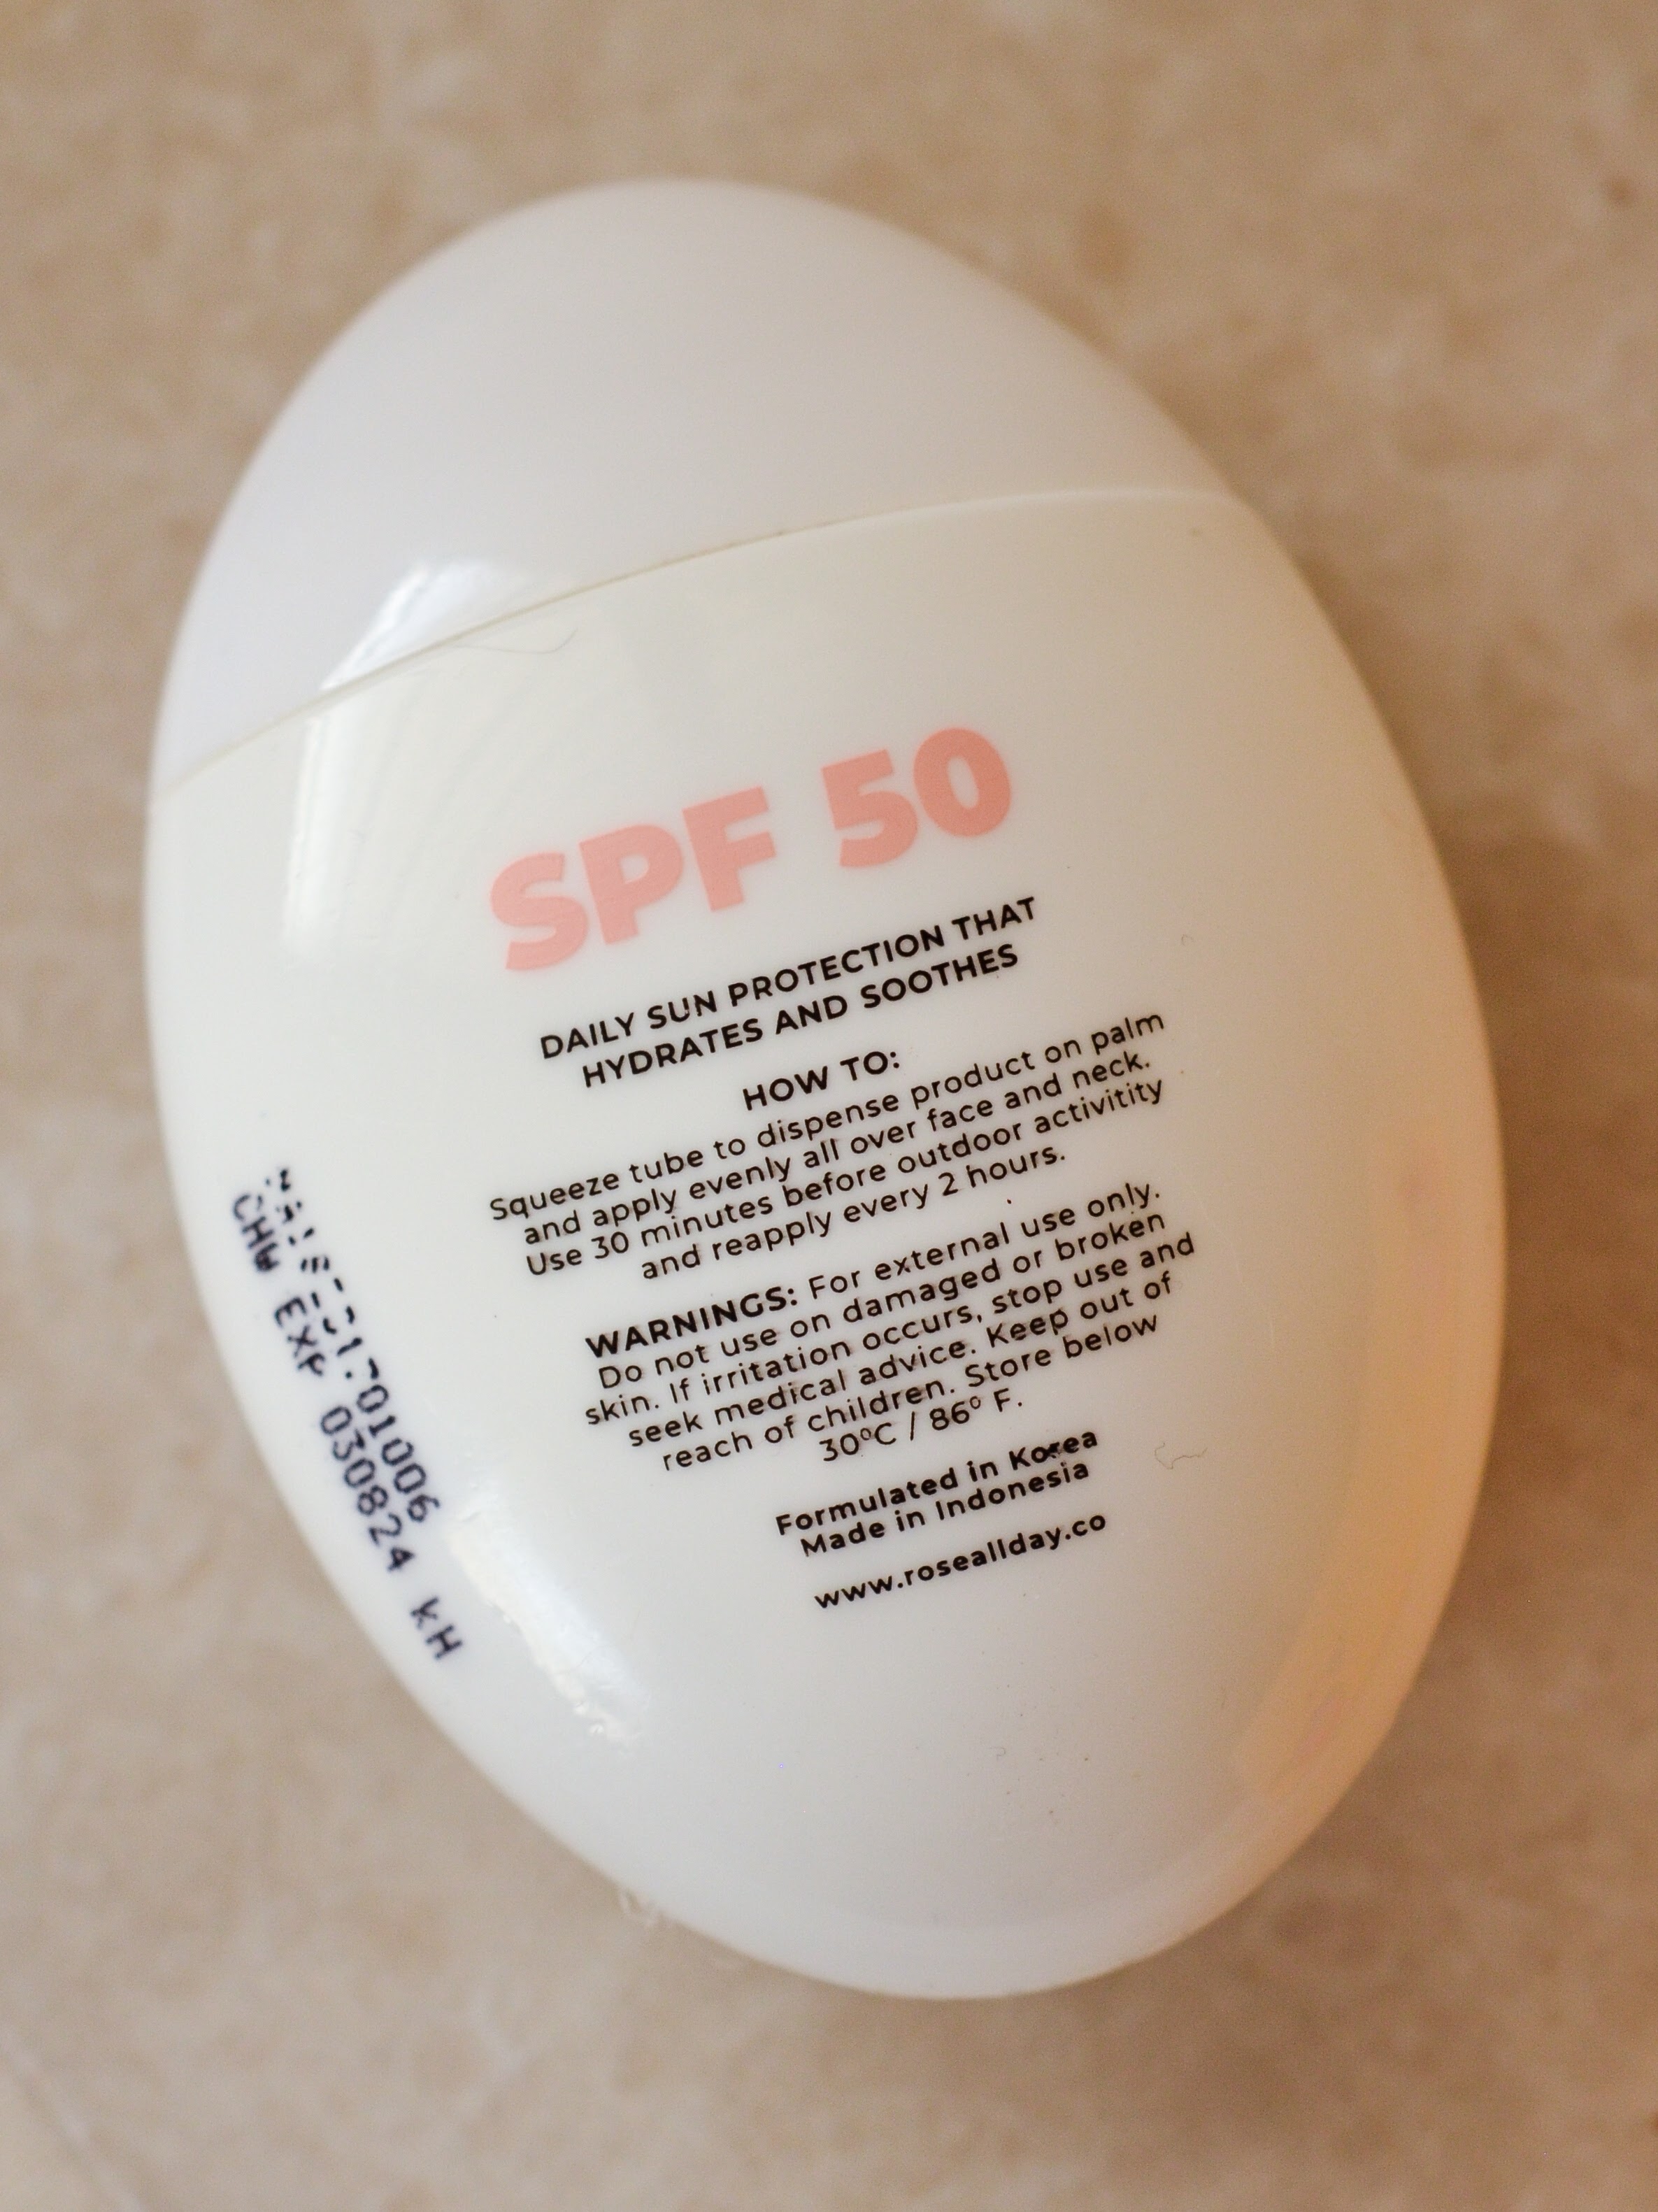 SPF 50
DAILY SUN PROTECTION THAT
HYDRATES AND SOOTHES
HOW TO:
Squeeze tube to dispense product on palm
and apply evenly all over face and neck.
Use 30 minutes before outdoor activitity
and reapply every 2 hours.
WARNINGS: For external use only.
Do not use on damaged or broken
skin. If irritation occurs, stop use and
seek medical advice. Keep out of
reach of children. Store below
30ºC / 86º F.
Formulated in Korea
Made in Indonesia
www.roseallday.co
01006
EXP 030824 KH